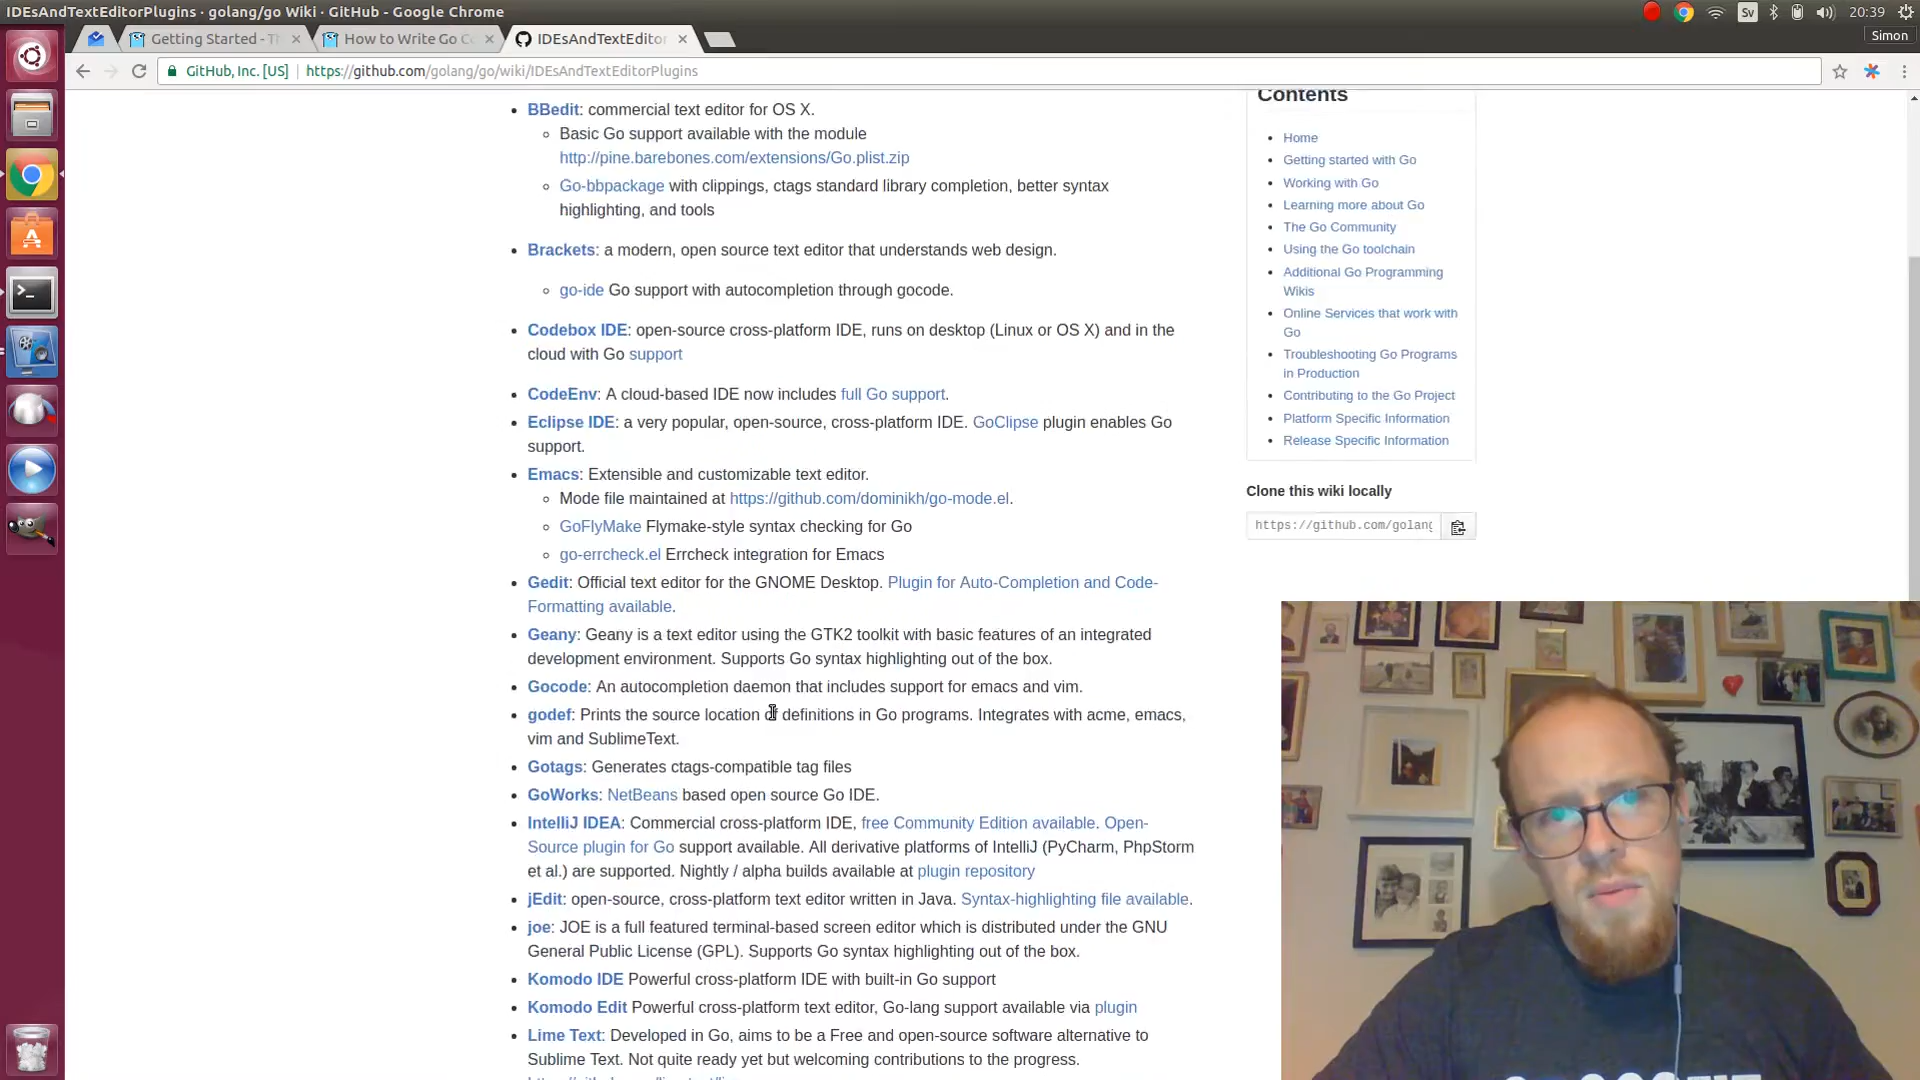 IDEsAndTextEditorPlugins · golang/go Wiki · GitHub - Google Chrome
Sv
20:39
Getting Started - T
How to Write Go C
IDEsAndTextEditor
Simon
GitHub, Inc. [US]
https://github.com/golang/go/wiki/IDEsAndTextEditorPlugins
BBedit: commercial text editor for OS X.
Basic Go support available with the module
http://pine.barebones.com/extensions/Go.plist.zip
Go-bbpackage with clippings, ctags standard library completion, better syntax
highlighting, and tools
Brackets: a modern, open source text editor that understands web design.
go-ide Go support with autocompletion through gocode.
Codebox IDE: open-source cross-platform IDE, runs on desktop (Linux or OS X) and in the
cloud with Go support
CodeEnv: A cloud-based IDE now includes full Go support.
Eclipse IDE: a very popular, open-source, cross-platform IDE. GoClipse plugin enables Go
support.
Emacs: Extensible and customizable text editor.
Mode file maintained at https://github.com/dominikh/go-mode.el.
GoFlyMake Flymake-style syntax checking for Go
go-errcheck.el Errcheck integration for Emacs
Gedit: Official text editor for the GNOME Desktop. Plugin for Auto-Completion and Code-
Formatting available.
Geany: Geany is a text editor using the GTK2 toolkit with basic features of an integrated
development environment. Supports Go syntax highlighting out of the box.
Gocode: An autocompletion daemon that includes support for emacs and vim.
godef: Prints the source location of definitions in Go programs. Integrates with acme, emacs,
vim and SublimeText.
Gotags: Generates ctags-compatible tag files
GoWorks: NetBeans based open source Go IDE.
IntelliJ IDEA: Commercial cross-platform IDE, free Community Edition available. Open-
Source plugin for Go support available. All derivative platforms of IntelliJ (PyCharm, PhpStorm
et al.) are supported. Nightly / alpha builds available at plugin repository
jEdit: open-source, cross-platform text editor written in Java. Syntax-highlighting file available.
joe: JOE is a full featured terminal-based screen editor which is distributed under the GNU
General Public License (GPL). Supports Go syntax highlighting out of the box.
Komodo IDE Powerful cross-platform IDE with built-in Go support
Komodo Edit Powerful cross-platform text editor, Go-lang support available via plugin
Lime Text: Developed in Go, aims to be a Free and open-source software alternative to
Sublime Text. Not quite ready yet but welcoming contributions to the progress.
Contents
Home
Getting started with Go
Working with Go
Learning more about Go
The Go Community
Using the Go toolchain
Additional Go Programming
Wikis
Online Services that work with
Go
Troubleshooting Go Programs
in Production
Contributing to the Go Project
Platform Specific Information
Release Specific Information
Clone this wiki locally
https://github.com/golang